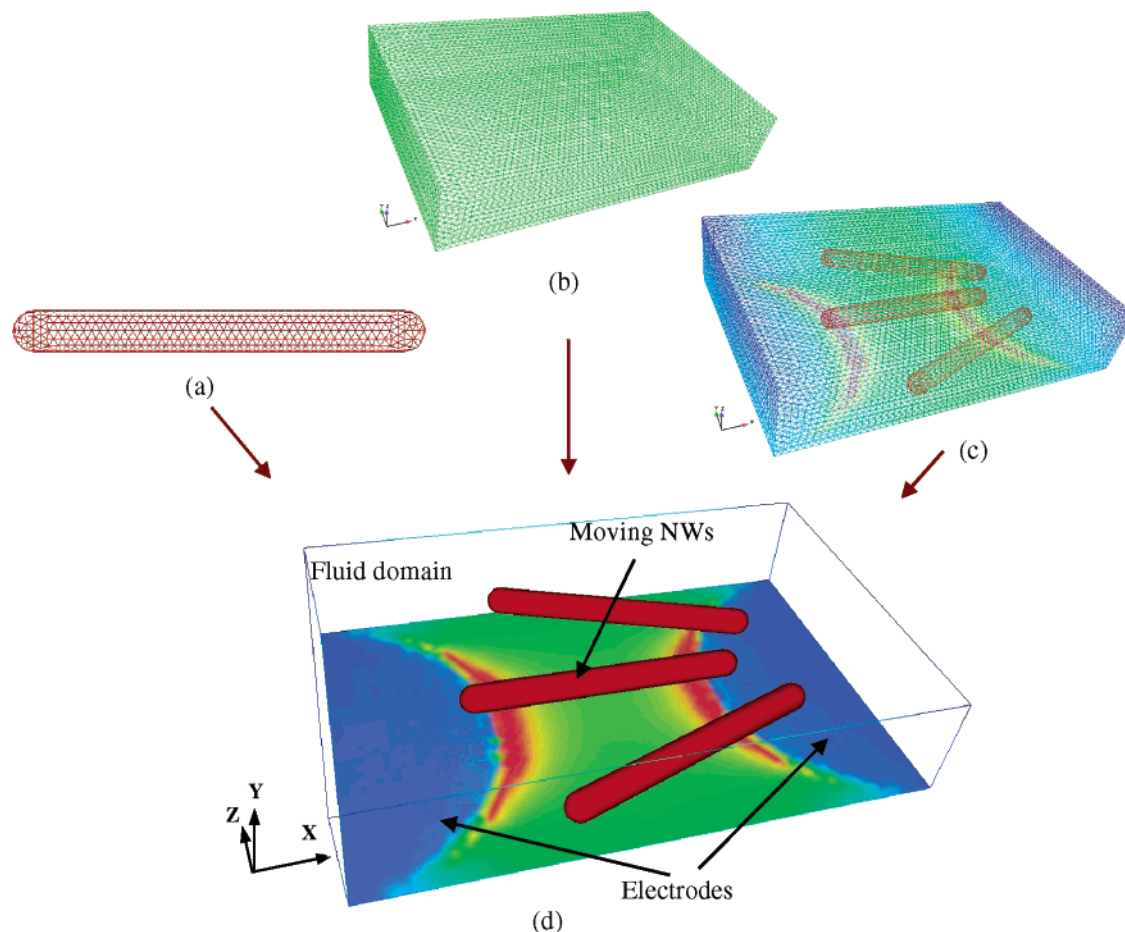 (b)
(a)
(c)
Moving NWs
Fluid domain
Y
Z
X
Electrodes
(d)